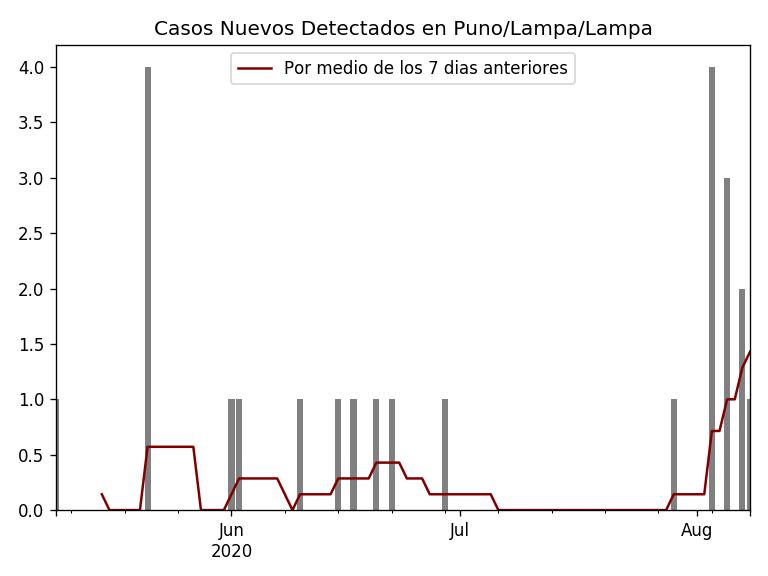 Casos Nuevos Detectados en Puno/Lampa/Lampa
Por medio de los 7 dias anteriores
4.0
3.5
3.0
2.5
2.0
1.5
1.0
0.5
0.0
Jun
2020
Jul
Aug